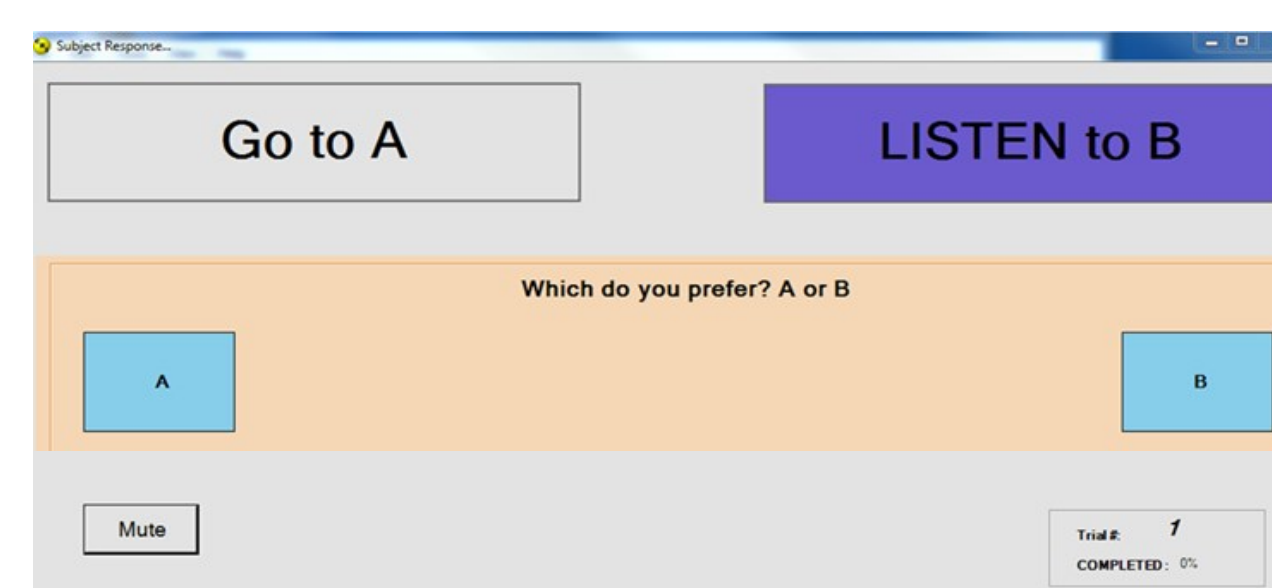 Subject Response...
Go to A
LISTEN to B
Which do you prefer? A or B
A
B
Mute
Trial #: 1
COMPLETED: 0%